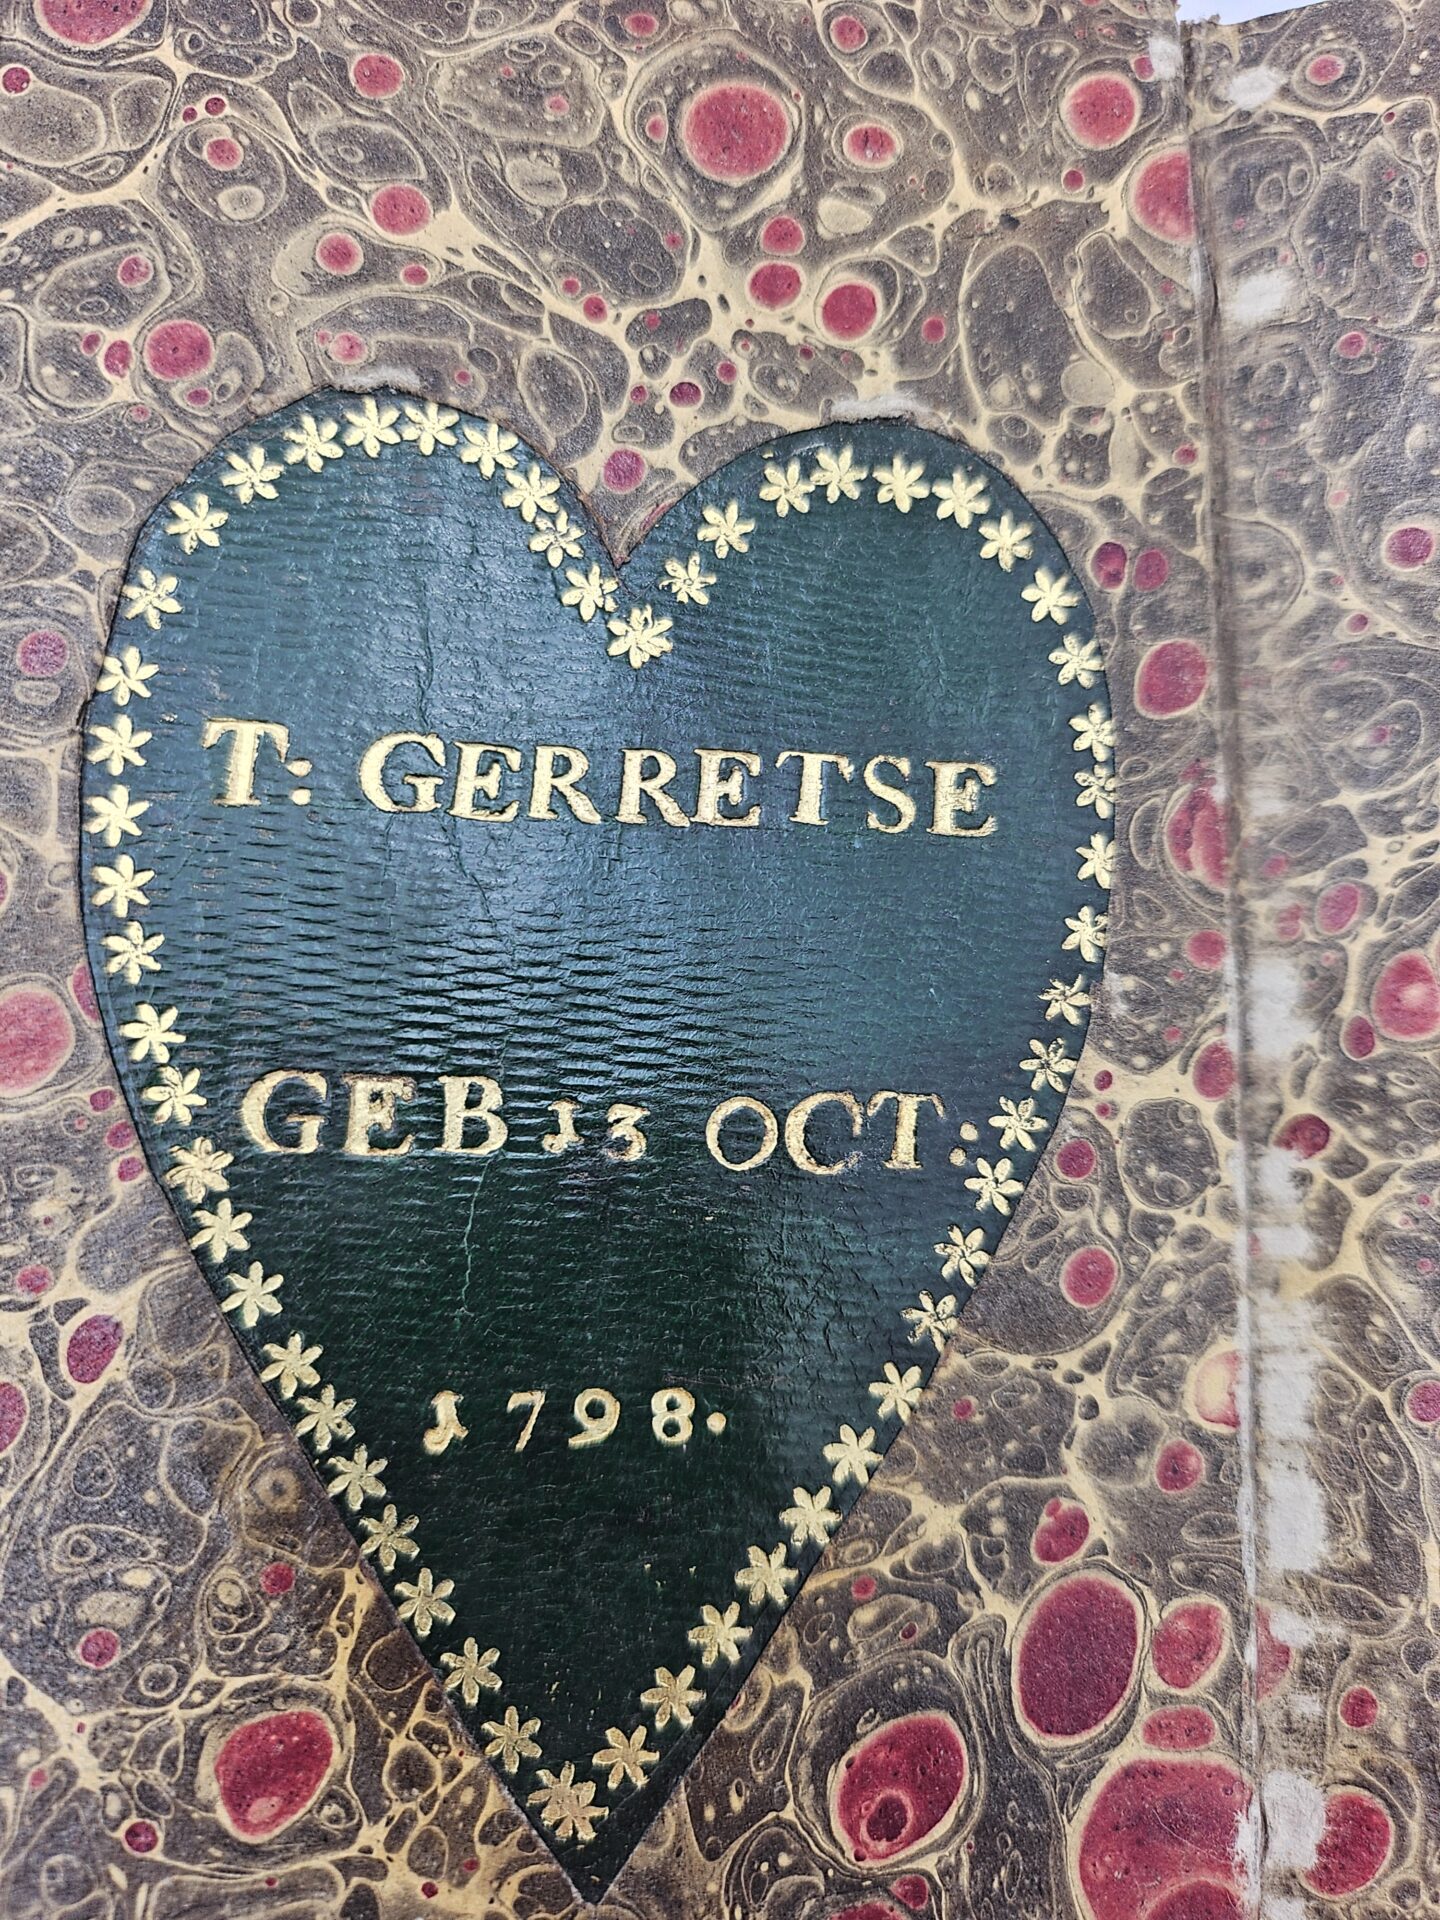 T: GERRETSE
GEB 13 OCT:
1798.